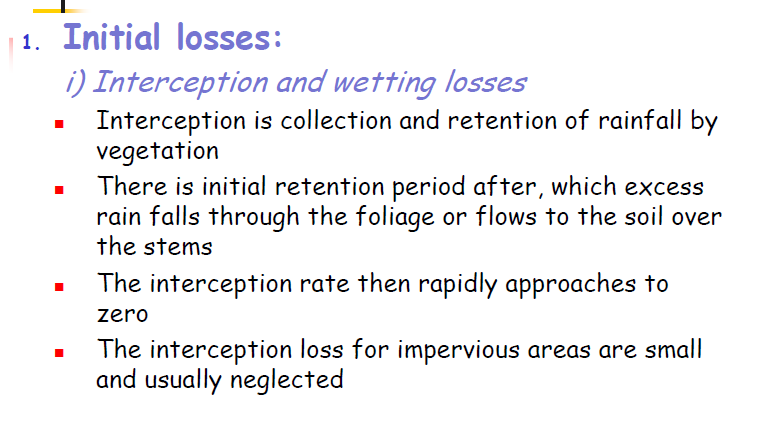 1. Initial losses:
i) Interception and wetting losses
Interception is collection and retention of rainfall by
vegetation
There is initial retention period after, which excess
rain falls through the foliage or flows to the soil over
the stems
The interception rate then rapidly approaches to
zero
The interception loss for impervious areas are small
and usually neglected